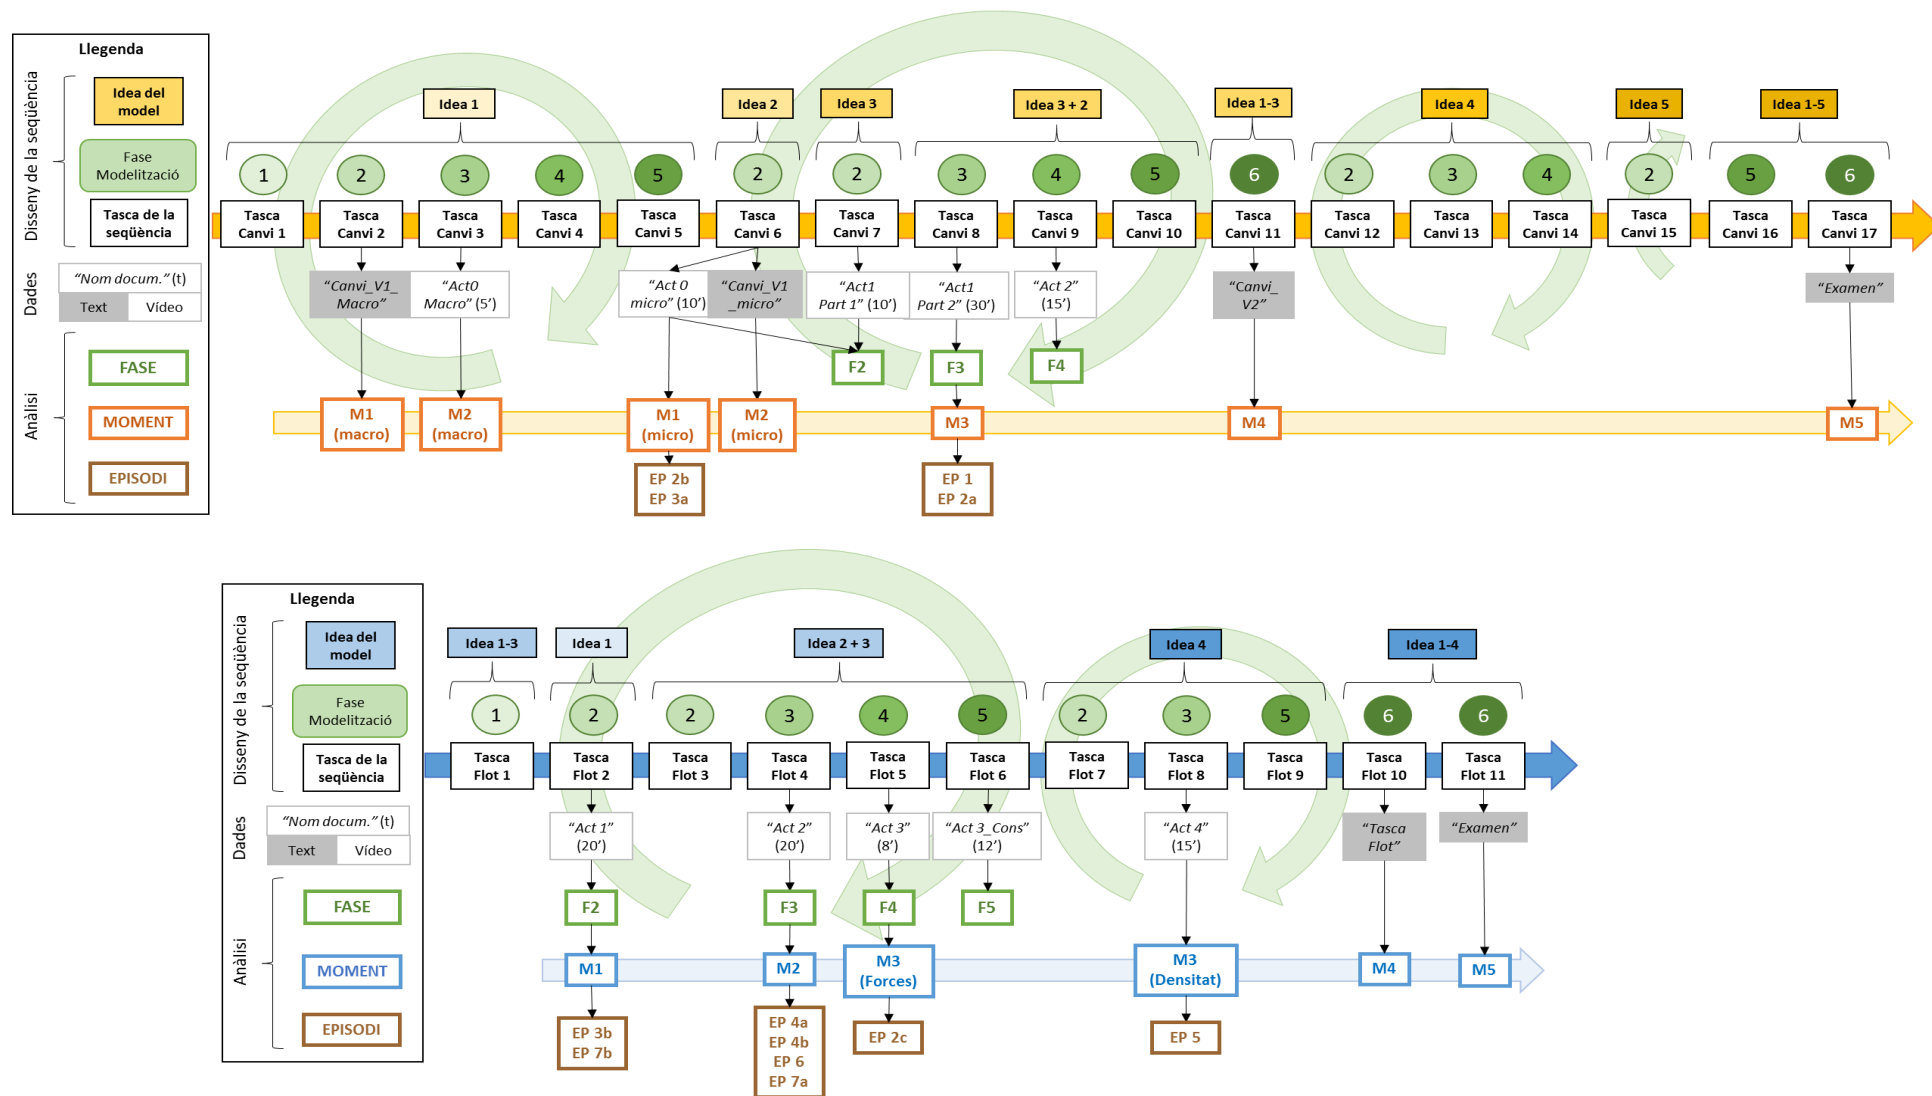 Llegenda
Disseny de la seqüència
Idea del
model
Fase
Modelització
Tasca de la
seqüència
Dades
“Nom docum.” (t)
Text
Vídeo
Anàlisi
FASE
MOMENT
EPISODI
Idea 1
Idea 2
Idea 3
Idea 3 + 2
Idea 1-3
Idea 4
Idea 5
Idea 1-5
1
2
3
4
5
2
2
3
4
5
6
2
3
4
2
5
6
Tasca
Canvi 1
Tasca
Canvi 2
Tasca
Canvi 3
Tasca
Canvi 4
Tasca
Canvi 5
Tasca
Canvi 6
Tasca
Canvi 7
Tasca
Canvi 8
Tasca
Canvi 9
Tasca
Canvi 10
Tasca
Canvi 11
Tasca
Canvi 12
Tasca
Canvi 13
Tasca
Canvi 14
Tasca
Canvi 15
Tasca
Canvi 16
Tasca
Canvi 17
“Canvi_V1_
Macro”
“Act0
Macro” (5’)
“Act 0
micro” (10’)
“Canvi_V1
_micro”
“Act1
Part 1” (10’)
“Act1
Part 2” (30’)
“Act 2”
(15’)
“Canvi_
V2”
“Examen”
F2
F3
F4
M1
(macro)
M2
(macro)
M1
(micro)
M2
(micro)
M3
M4
M5
EP 2b
EP 3a
EP 1
EP 2a
Llegenda
Disseny de la seqüència
Idea del
model
Fase
Modelització
Tasca de la
seqüència
Dades
“Nom docum.” (t)
Text
Vídeo
Anàlisi
FASE
MOMENT
EPISODI
Idea 1-3
Idea 1
Idea 2 + 3
Idea 4
Idea 1-4
1
2
2
3
4
5
2
3
5
6
6
Tasca
Flot 1
Tasca
Flot 2
Tasca
Flot 3
Tasca
Flot 4
Tasca
Flot 5
Tasca
Flot 6
Tasca
Flot 7
Tasca
Flot 8
Tasca
Flot 9
Tasca
Flot 10
Tasca
Flot 11
“Act 1”
(20’)
“Act 2”
(20’)
“Act 3”
(8’)
“Act 3_Cons”
(12’)
“Act 4”
(15’)
“Tasca
Flot”
“Examen”
F2
F3
F4
F5
M1
M2
M3
(Forces)
M3
(Densitat)
M4
M5
EP 3b
EP 7b
EP 4a
EP 4b
EP 6
EP 7a
EP 2c
EP 5